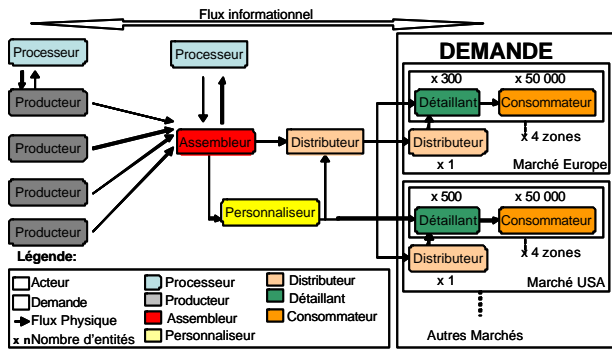 Flux informationnel
Processeur
Processeur
DEMANDE
x 300
x 50 000
Producteur
Détaillant
Consommateur
Producteur
Assembleur
Distributeur
Distributeur
x 4 zones
x 1
Marché Europe
Producteur
x 500
x 50 000
Producteur
Personnaliseur
Détaillant
Consommateur
Légende:
Distributeur
x 4 zones
x 1
Marché USA
Acteur
Processeur
Distributeur
Demande
Producteur
Détaillant
Flux Physique
Assembleur
Consommateur
x n Nombre d'entités
Personnaliseur
Autres Marchés